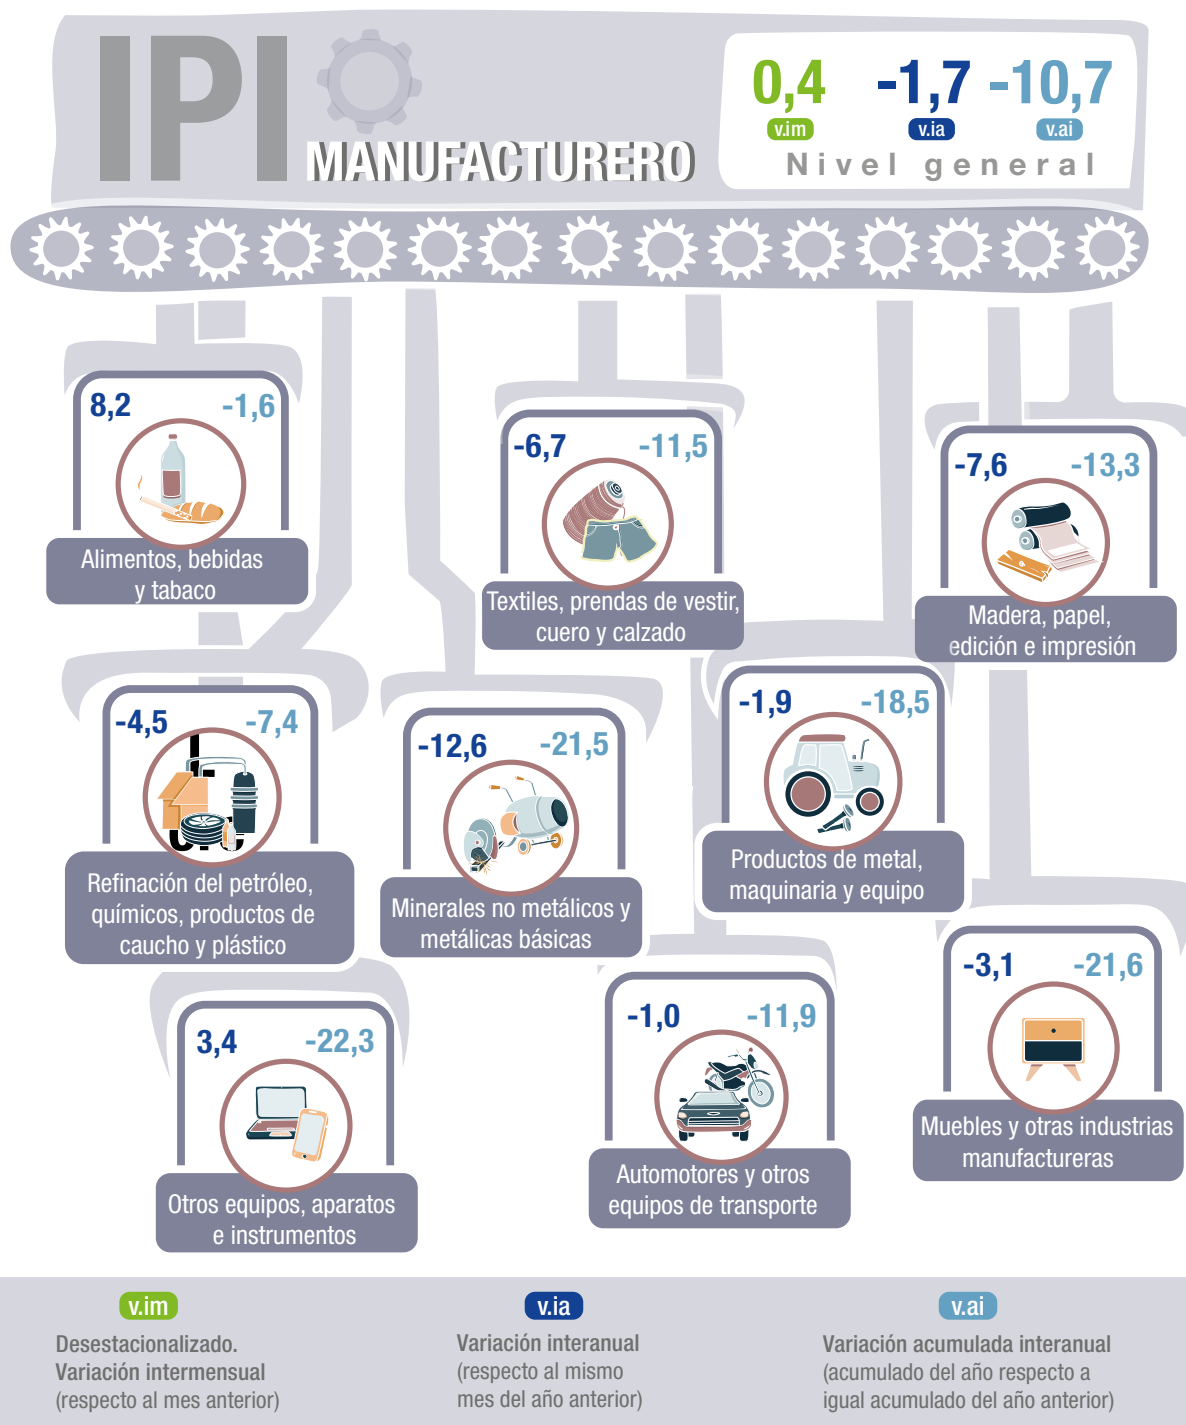 IPI
MANUFACTURERO
0,4 -1,7 -10,7
v.im v.ia v.ai
Nivel general
8,2 -1,6
Alimentos, bebidas
y tabaco
-6,7 -11,5
Textiles, prendas de vestir,
cuero y calzado
-7,6 -13,3
Madera, papel,
edición e impresión
-4,5 -7,4
Refinación del petróleo,
químicos, productos de
caucho y plástico
-12,6 -21,5
Minerales no metálicos y
metálicas básicas
-1,9 -18,5
Productos de metal,
maquinaria y equipo
3,4 -22,3
Otros equipos, aparatos
e instrumentos
-1,0 -11,9
Automotores y otros
equipos de transporte
-3,1 -21,6
Muebles y otras industrias
manufactureras
v.im
Desestacionalizado.
Variación intermensual
(respecto al mes anterior)
v.ia
Variación interanual
(respecto al mismo
mes del año anterior)
v.ai
Variación acumulada interanual
(acumulado del año respecto a
igual acumulado del año anterior)